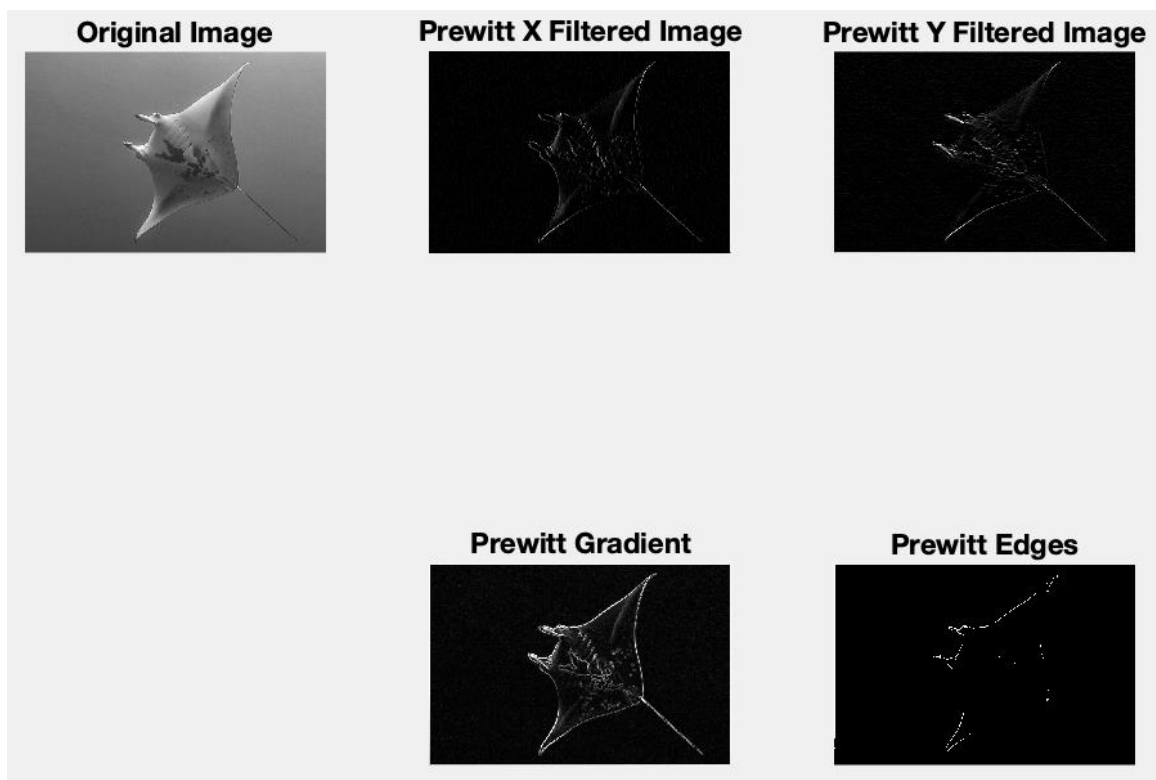 Original Image
Prewitt X Filtered Image
Prewitt Y Filtered Image
Prewitt Gradient
Prewitt Edges